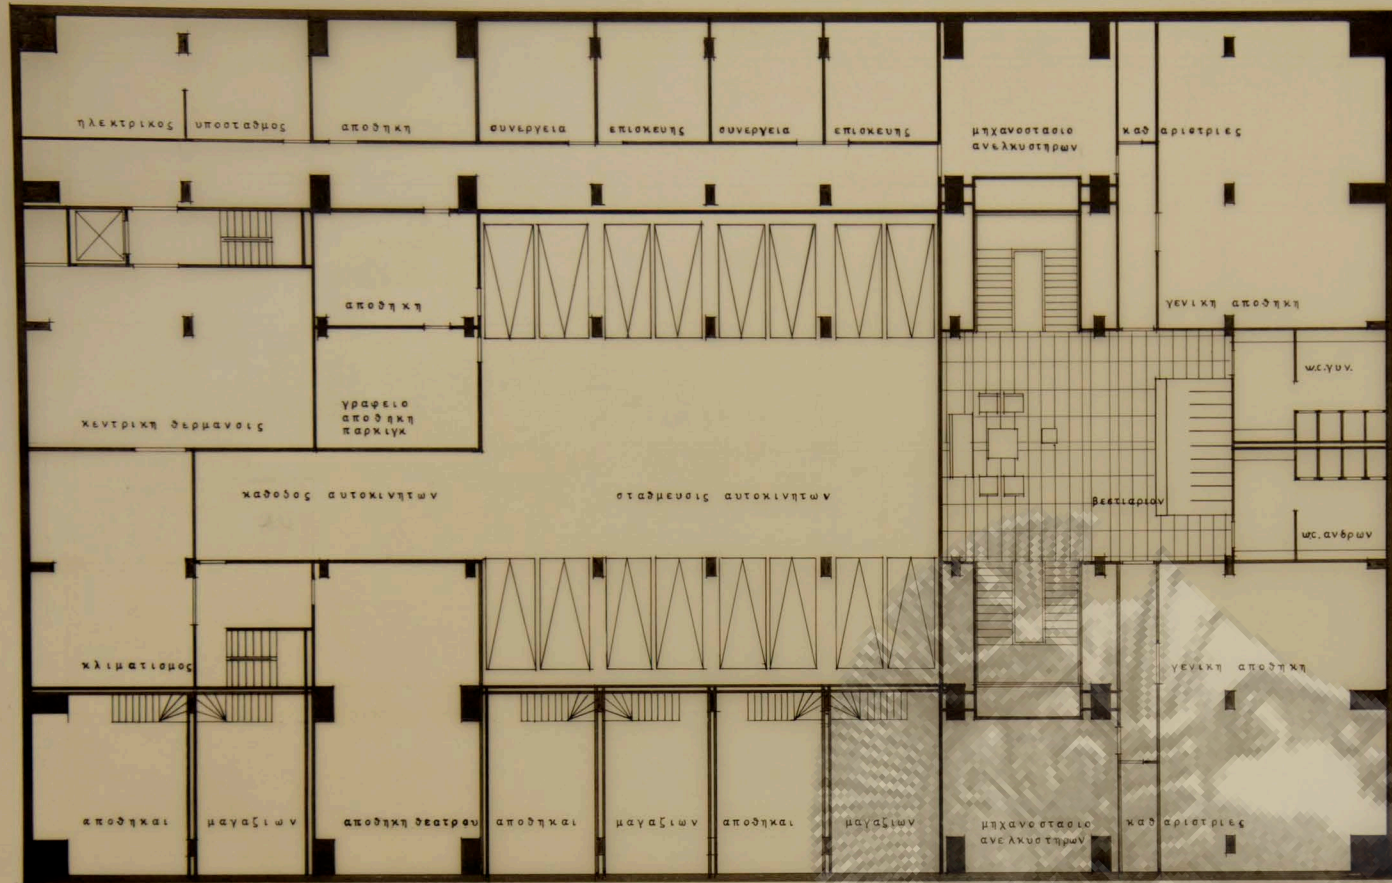 ηλεκτρικος υποσταθμος
αποθηκη
συνεργεια επισκευης
συνεργεια επισκευης
μηχανοστασιο
ανελκυστηρων
καθαριστριες
αποθηκη
γενικη αποθηκη
κεντρικη θερμανσις
γραφειο
αποθηκη
παρκιγκ
w.c. γυν.
καθοδος αυτοκινητων
σταθμευσις αυτοκινητων
βεστιαριον
w.c. ανδρων
κλιματισμος
γενικη αποθηκη
αποθηκαι μαγαζιων
αποθηκη θεατρου
αποθηκαι μαγαζιων
αποθηκαι μαγαζιων
μηχανοστασιο
ανελκυστηρων
καθαριστριες